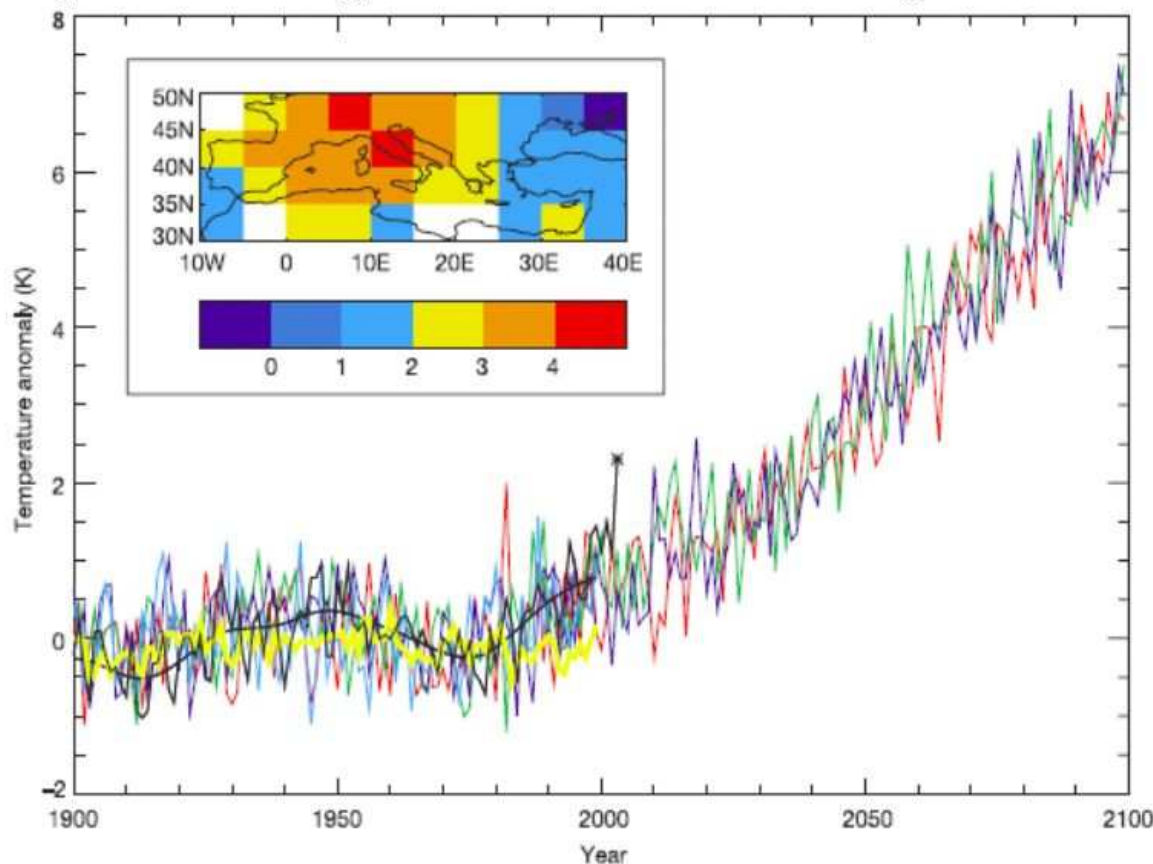 8
6
4
2
0
–2
Temperature anomaly (K)
50N
45N
40N
35N
30N
10W 0 10E 20E 30E 40E
0 1 2 3 4
1900 1950 2000 2050 2100
Year